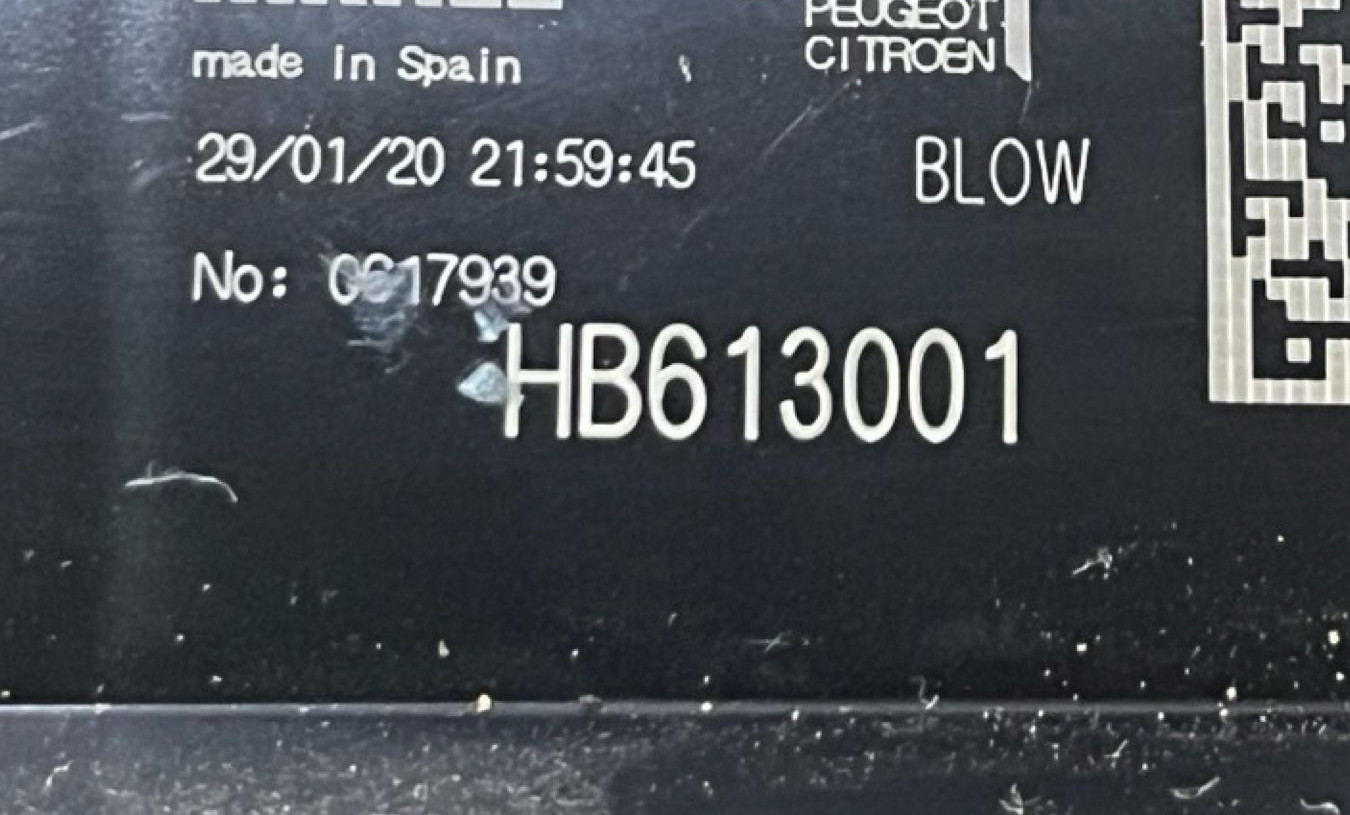 PEUGEOT
made in Spain
CITROEN
29/01/20 21:59:45
BLOW
No:
HB613001